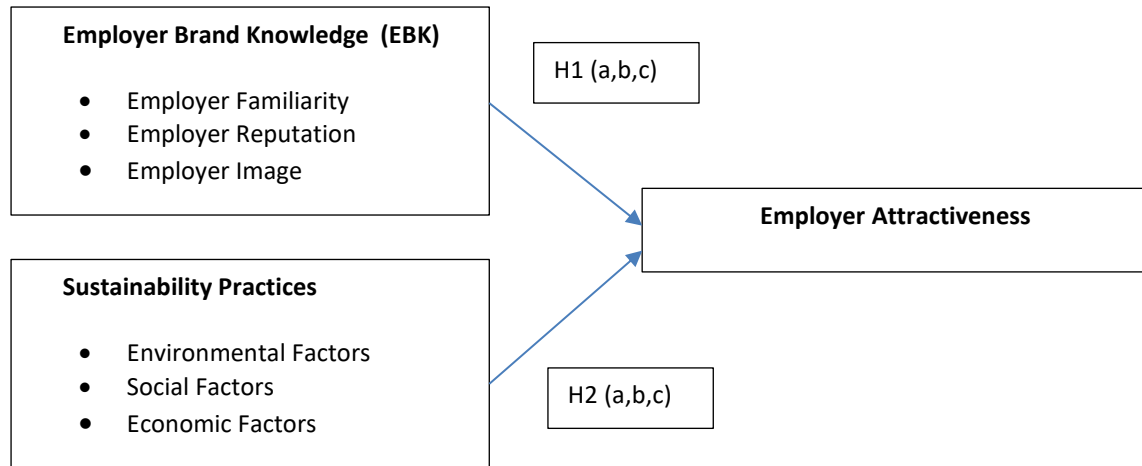 Employer Brand Knowledge (EBK)
• Employer Familiarity
• Employer Reputation
• Employer Image
H1 (a,b,c)
Employer Attractiveness
Sustainability Practices
• Environmental Factors
• Social Factors
• Economic Factors
H2 (a,b,c)